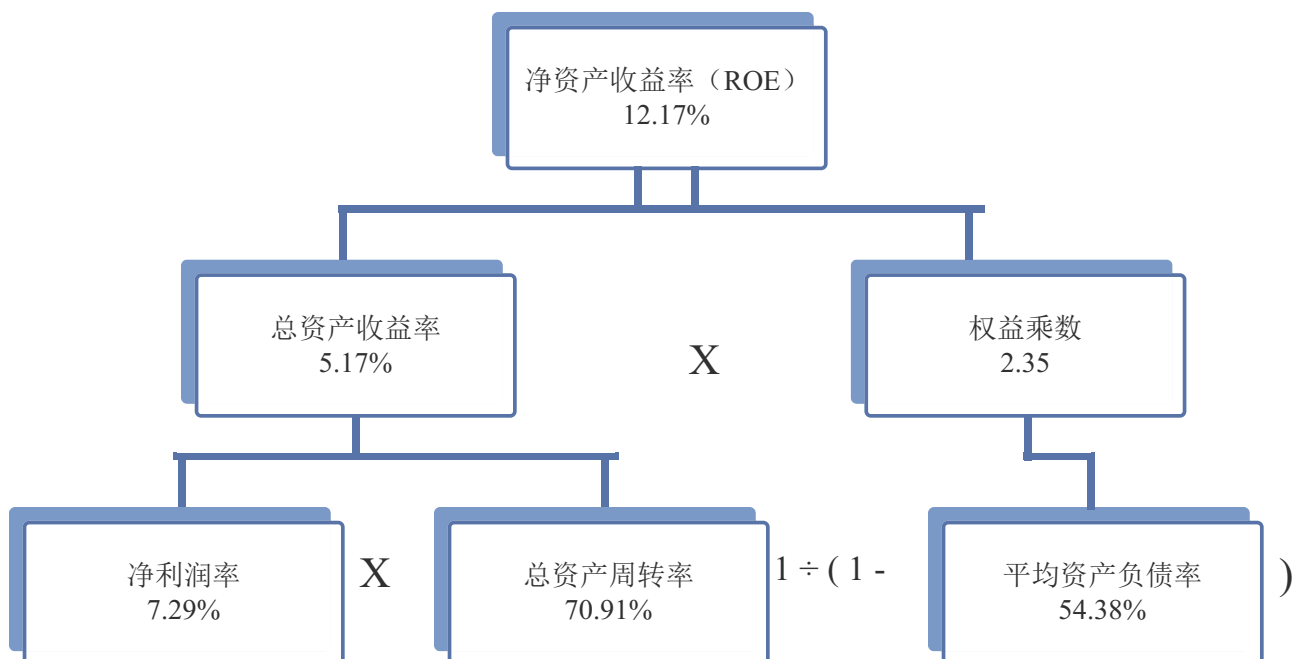 净资产收益率（ROE）
12.17%
总资产收益率
5.17%
X
权益乘数
2.35
净利润率
7.29%
X
总资产周转率
70.91%
1 ÷ ( 1 -
平均资产负债率
54.38%
)